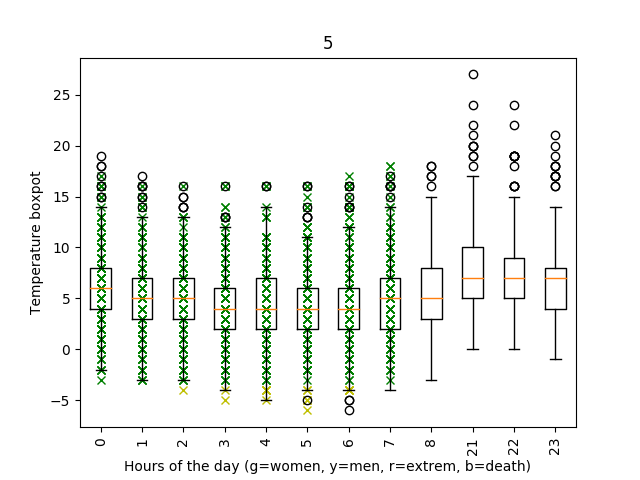 5
Temperature boxpot
25
20
15
10
5
0
−5
0 1 2 3 4 5 6 7 8 21 22 23
Hours of the day (g=women, y=men, r=extrem, b=death)